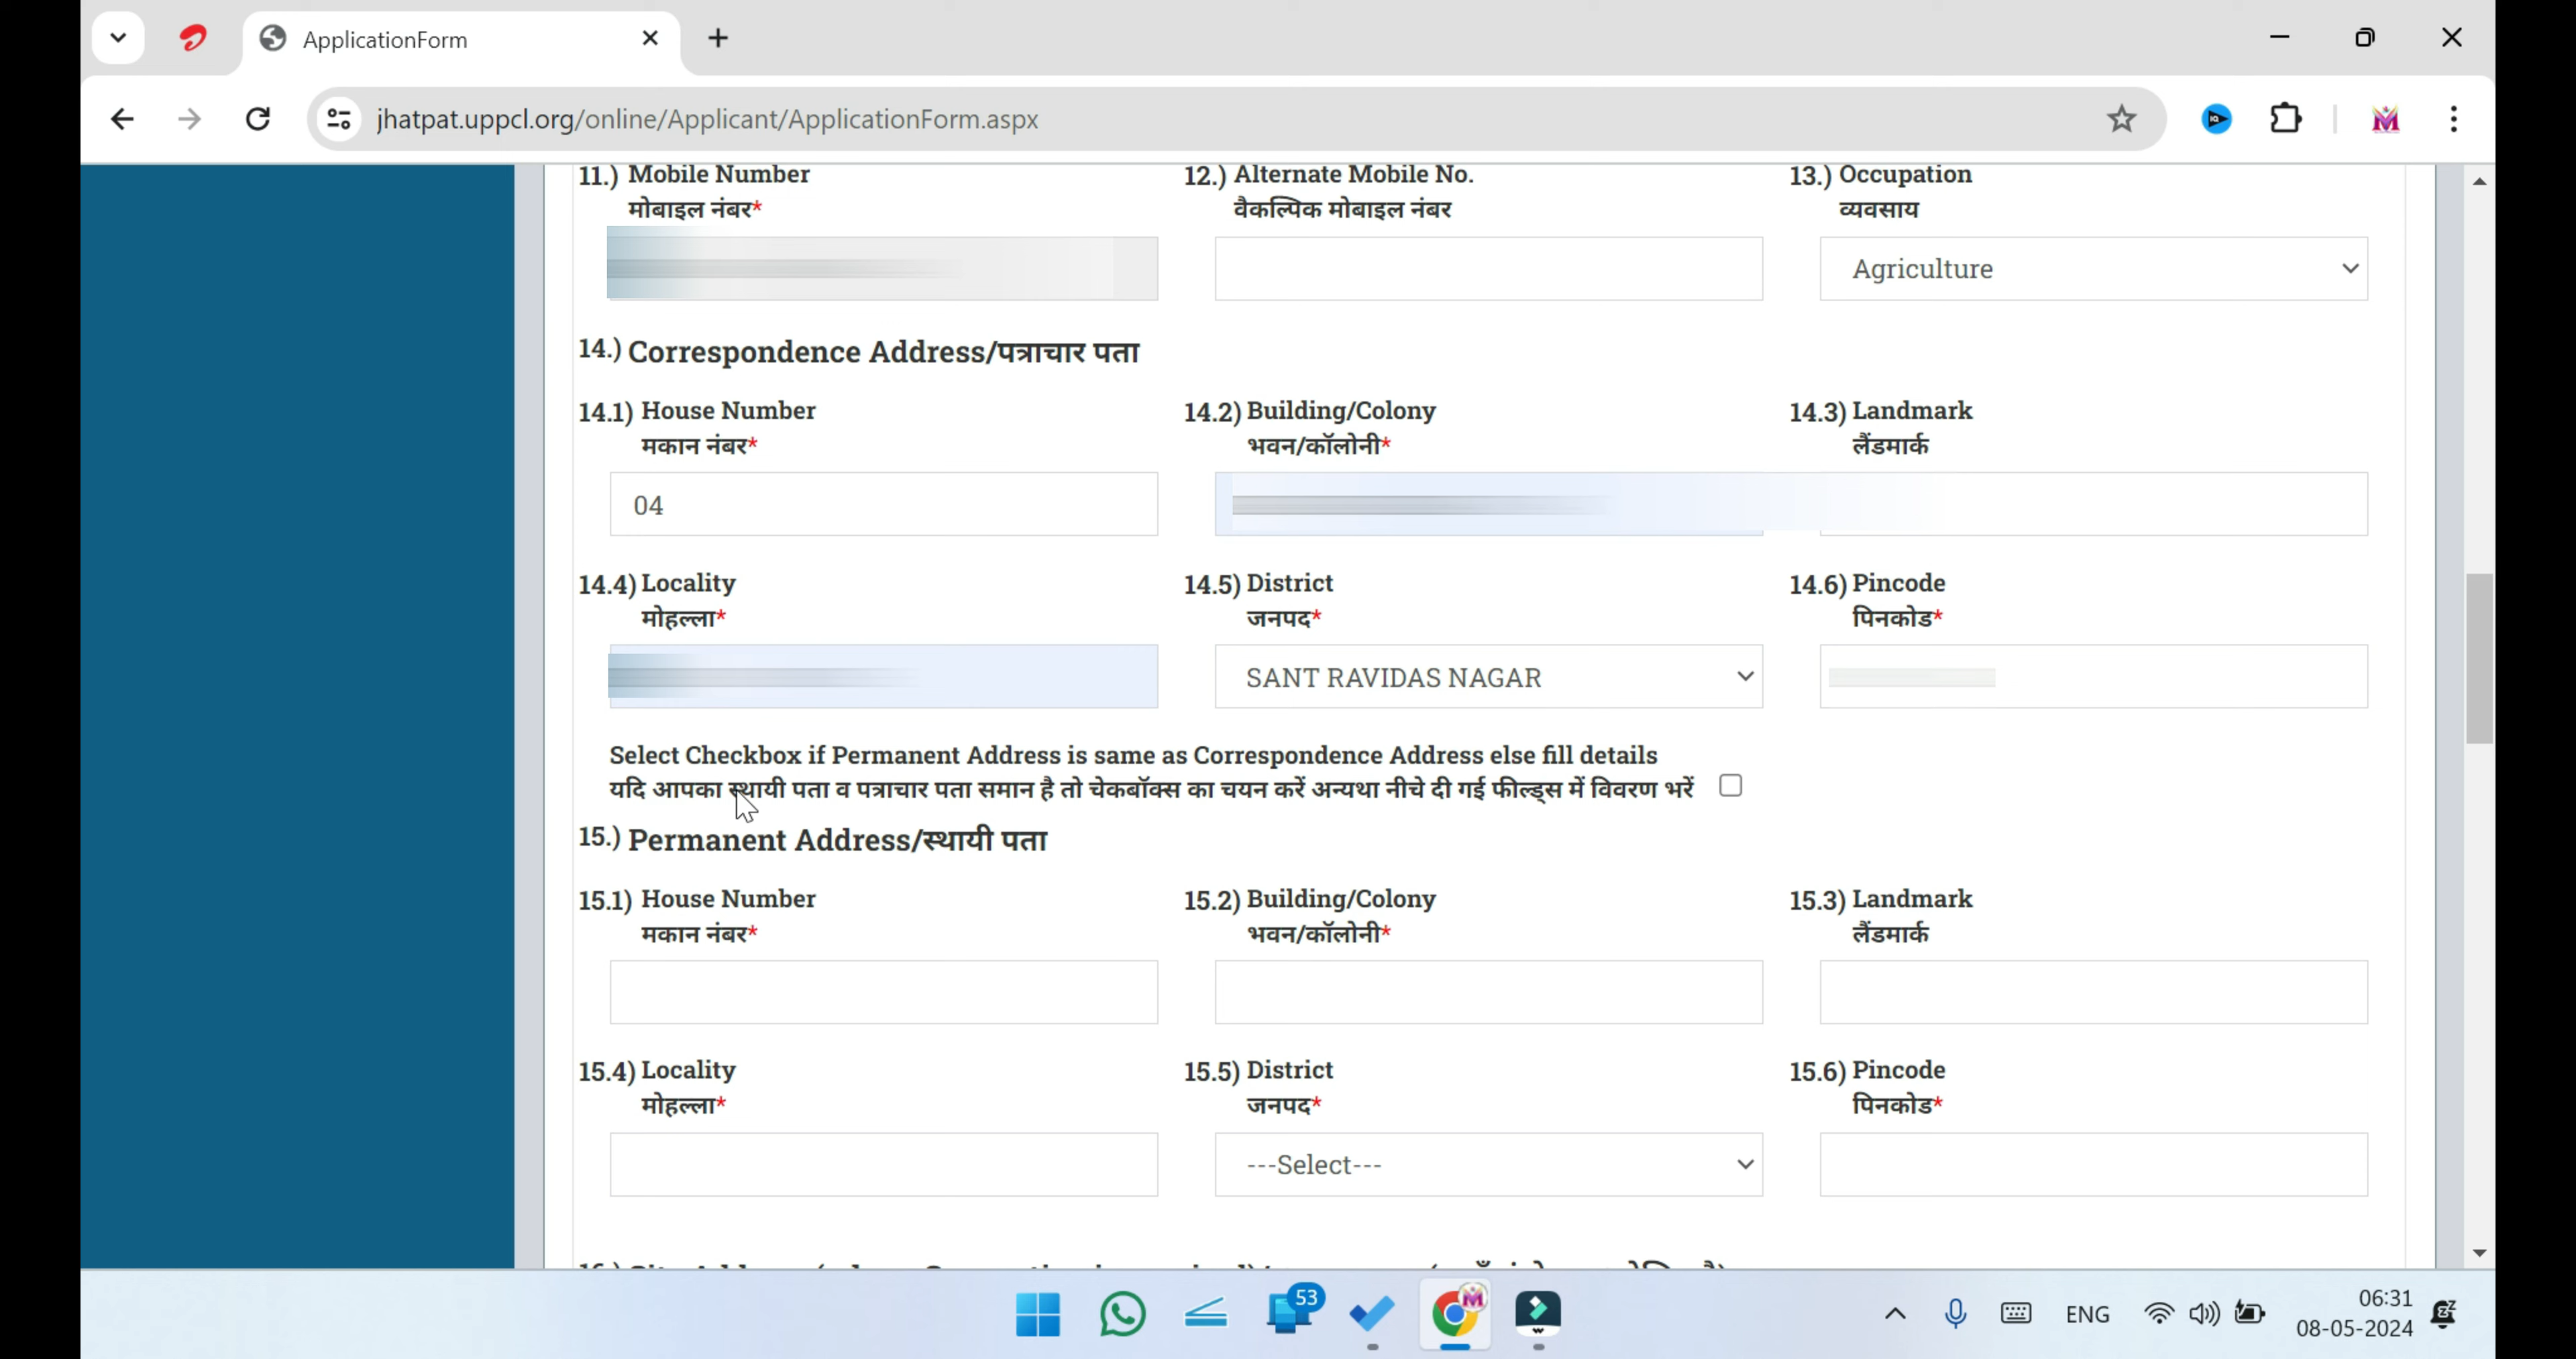 ApplicationForm
jhatpat.uppcl.org/online/Applicant/ApplicationForm.aspx
11.) Mobile Number 12.) Alternate Mobile No. 13.) Occupation
मोबाइल नंबर* वैकल्पिक मोबाइल नंबर व्यवसाय
Agriculture
14.) Correspondence Address/पत्राचार पता
14.1) House Number 14.2) Building/Colony 14.3) Landmark
मकान नंबर* भवन/कॉलोनी* लैंडमार्क
04
14.4) Locality 14.5) District 14.6) Pincode
मोहल्ला* जनपद* पिनकोड*
SANT RAVIDAS NAGAR
Select Checkbox if Permanent Address is same as Correspondence Address else fill details
यदि आपका स्थायी पता व पत्राचार पता समान है तो चेकबॉक्स का चयन करें अन्यथा नीचे दी गई फील्ड्स में विवरण भरें
15.) Permanent Address/स्थायी पता
15.1) House Number 15.2) Building/Colony 15.3) Landmark
मकान नंबर* भवन/कॉलोनी* लैंडमार्क
15.4) Locality 15.5) District 15.6) Pincode
मोहल्ला* जनपद* पिनकोड*
---Select---
53
ENG
06:31
08-05-2024